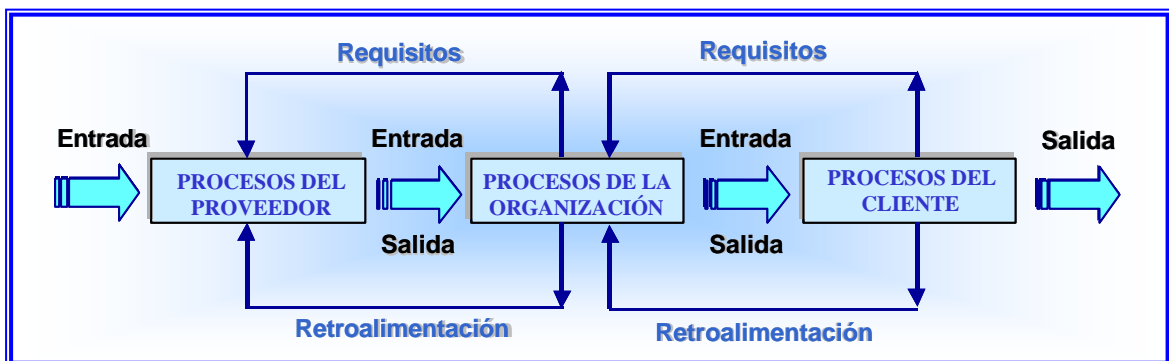 Requisitos
Requisitos
Entrada
Entrada
Entrada
Salida
PROCESOS DEL
PROVEEDOR
PROCESOS DE LA
ORGANIZACIÓN
PROCESOS DEL
CLIENTE
Salida
Salida
Retroalimentación
Retroalimentación